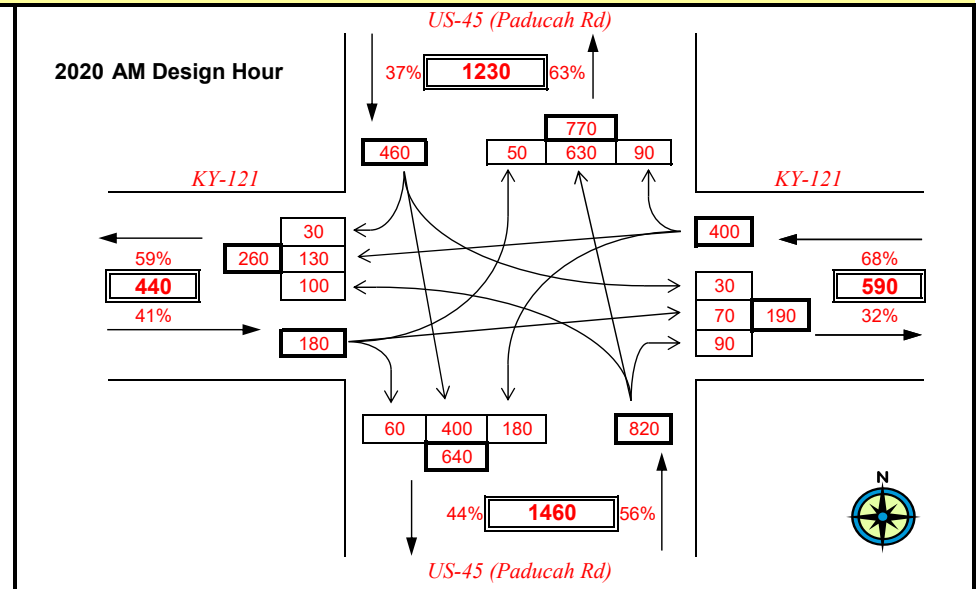 US-45 (Paducah Rd)
2020 AM Design Hour
37% 1230 63%
770
460 50 630 90
KY-121 KY-121
30 400
59% 260 130 68%
440 100 30 590
41% 70 190 32%
180 90
60 400 180 820
640
44% 1460 56%
N
US-45 (Paducah Rd)